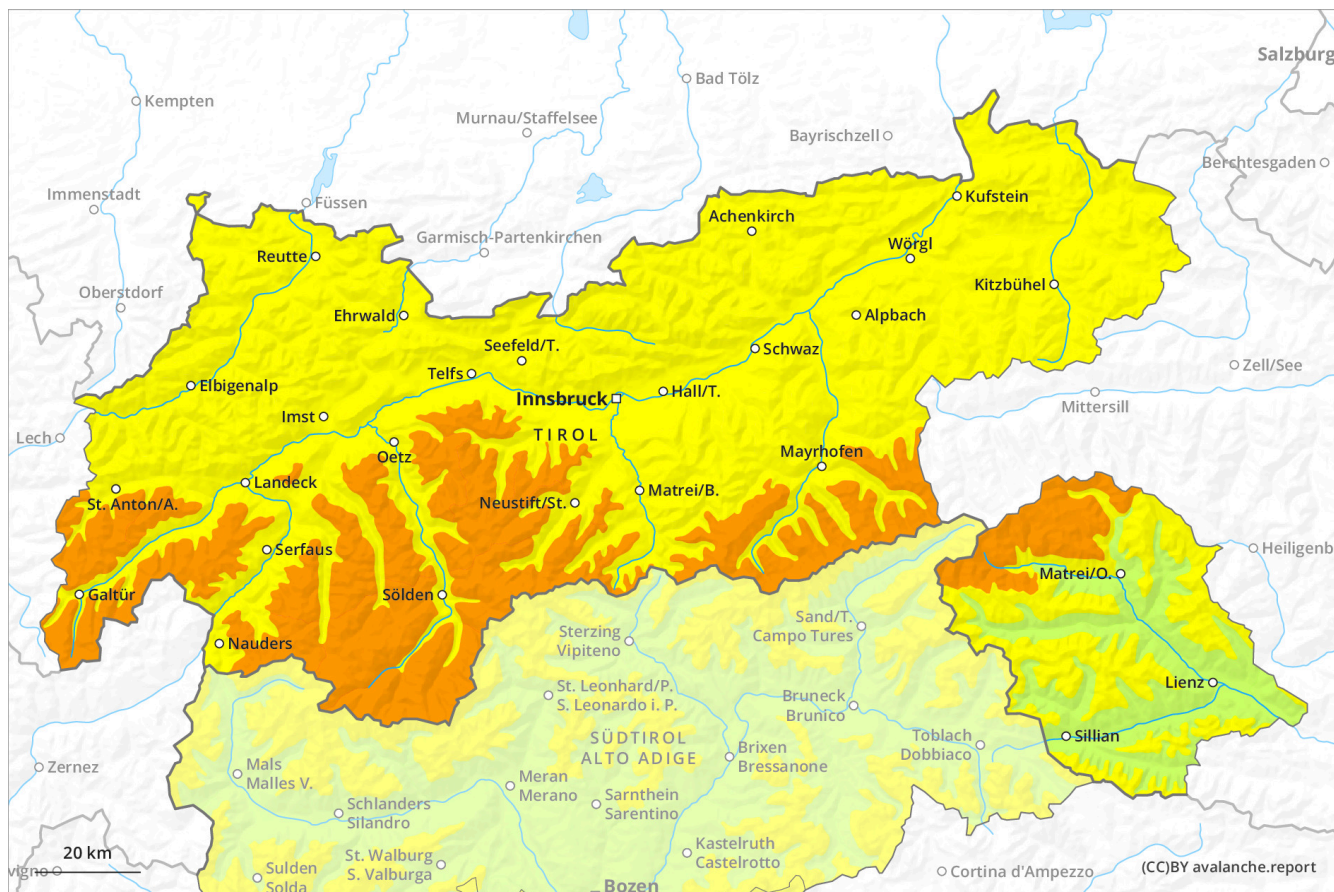 Salzburg
Bad Tölz
Kempten
Murnau/Staffelsee
Bayrischzell
Berchtesgaden
Immenstadt
Füssen
Kufstein
Achenkirch
Garmisch-Partenkirchen
Wörgl
Reutte
Kitzbühel
Oberstdorf
Ehrwald
Alpbach
Seefeld/T.
Schwaz
Zell/See
Telfs
Elbigenalp
Hall/T.
Innsbruck
Mittersill
Imst
Lech
TIROL
Mayrhofen
Oetz
Landeck
Matrei/B.
St. Anton/A.
Neustift/St.
Serfaus
Heiligenb
Matrei/O.
Galtür
Sölden
Sand/T.
Campo Tures
Sterzing
Vipiteno
Nauders
Lienz
St. Leonhard/P.
S. Leonardo i. P.
Bruneck
Brunico
SÜDTIROL
ALTO ADIGE
Toblach
Dobbiaco
Sillian
Brixen
Bressanone
Zernez
Mals
Malles V.
Meran
Merano
Sarnthein
Sarentino
Schlanders
Silandro
20 km
St. Walburg
S. Valburga
Kastelruth
Castelrotto
vigno
Sulden
Solda
Cortina d'Ampezzo
(CC)BY avalanche.report
Bozen